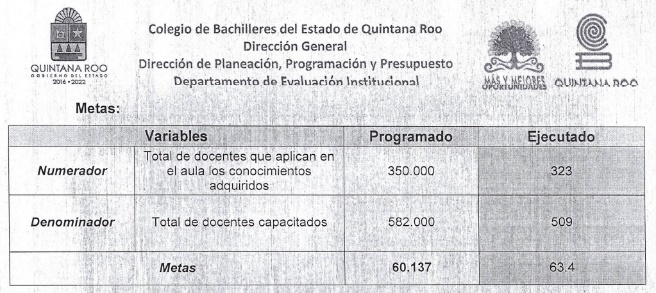 Colegio de Bachilleres del Estado de Quintana Roo
Dirección General
Dirección de Planeación, Programación y Presupuesto
Departamento de Evaluación Institucional
QUINTANA ROO
GOBIERNO DEL ESTADO
2016 • 2022
MÁS Y MEJORES
OPORTUNIDADES
QUINTANA ROO
Metas:
Variables Programado Ejecutado
Numerador Total de docentes que aplican en el aula los conocimientos adquiridos 350.000 323
Denominador Total de docentes capacitados 582.000 509
Metas 60.137 63.4